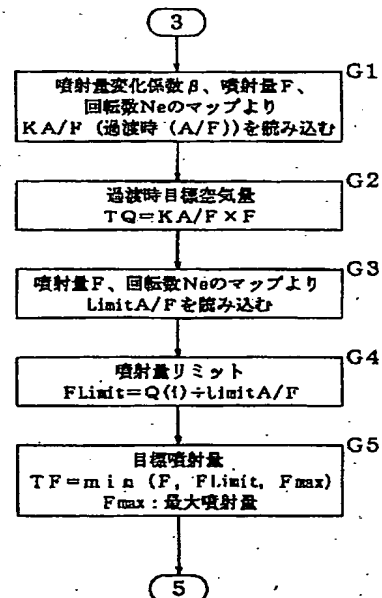 3
G1
噴射量変化係数β、噴射量F、
回転数Neのマップより
KA/F (過渡時 (A/F))を読み込む
G2
過渡時目標空気量
TQ=KA/F×F
G3
噴射量F、回転数Neのマップより
LimitA/Fを読み込む
G4
噴射量リミット
FLimit=Q(i)÷LimitA/F
G5
目標噴射量
TF=min (F, FLimit, Fmax)
Fmax:最大噴射量
5